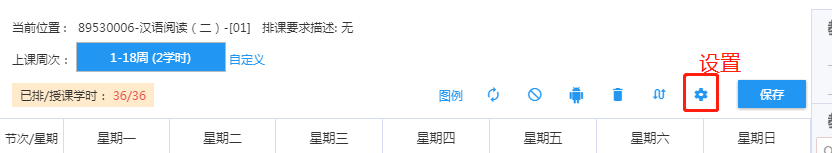 当前位置： 89530006-汉语阅读（二）-[01] 排课要求描述: 无
设置
上课周次： 1-18周 (2学时) 自定义
已排/授课学时： 36/36 图例 保存
节次/星期 星期一 星期二 星期三 星期四 星期五 星期六 星期日